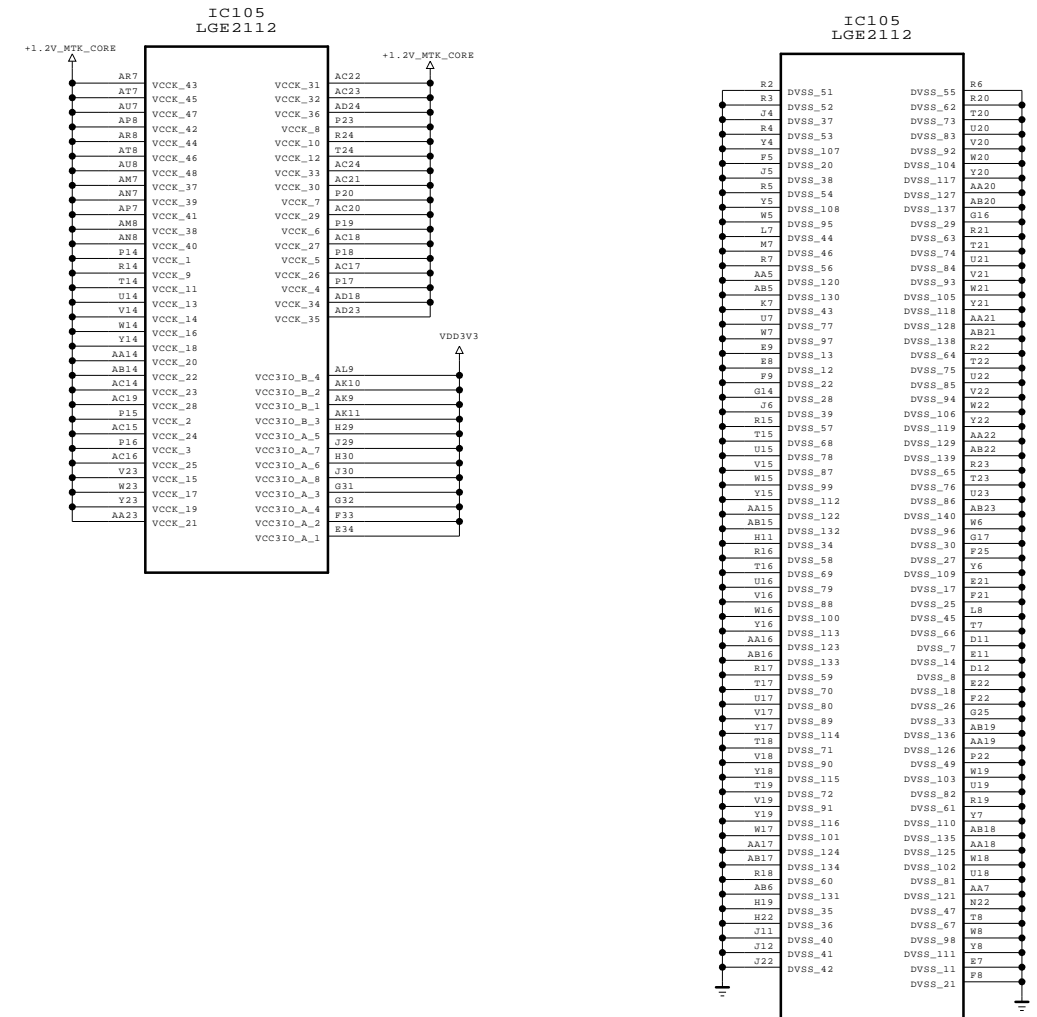 IC105
LGE2112
+1.2V_MTK_CORE
+1.2V_MTK_CORE
AR7 VCCK_43 VCCK_31 AC22
AT7 VCCK_45 VCCK_32 AC23
AU7 VCCK_47 VCCK_36 AD24
AP8 VCCK_42 VCCK_8 P23
AR8 VCCK_44 VCCK_10 R24
AT8 VCCK_46 VCCK_12 T24
AU8 VCCK_48 VCCK_33 AC24
AM7 VCCK_37 VCCK_30 AC21
AN7 VCCK_39 VCCK_7 P20
AP7 VCCK_41 VCCK_29 AC20
AM8 VCCK_38 VCCK_6 P19
AN8 VCCK_40 VCCK_27 AC18
P14 VCCK_1 VCCK_5 P18
R14 VCCK_9 VCCK_26 AC17
T14 VCCK_11 VCCK_4 P17
U14 VCCK_13 VCCK_34 AD18
V14 VCCK_14 VCCK_35 AD23
W14 VCCK_16
Y14 VCCK_18
VDD3V3
AA14 VCCK_20
AB14 VCCK_22 VCC3IO_B_4 AL9
AC14 VCCK_23 VCC3IO_B_2 AK10
AC19 VCCK_28 VCC3IO_B_1 AK9
P15 VCCK_2 VCC3IO_B_3 AK11
AC15 VCCK_24 VCC3IO_A_5 H29
P16 VCCK_3 VCC3IO_A_7 J29
AC16 VCCK_25 VCC3IO_A_6 H30
V23 VCCK_15 VCC3IO_A_8 J30
W23 VCCK_17 VCC3IO_A_3 G31
Y23 VCCK_19 VCC3IO_A_4 G32
AA23 VCCK_21 VCC3IO_A_2 F33
VCC3IO_A_1 E34
IC105
LGE2112
R2 DVSS_51 DVSS_55 R6
R3 DVSS_52 DVSS_62 R20
J4 DVSS_37 DVSS_73 T20
R4 DVSS_53 DVSS_83 U20
Y4 DVSS_107 DVSS_92 V20
F5 DVSS_20 DVSS_104 W20
J5 DVSS_38 DVSS_117 Y20
R5 DVSS_54 DVSS_127 AA20
Y5 DVSS_108 DVSS_137 AB20
W5 DVSS_95 DVSS_29 G16
L7 DVSS_44 DVSS_63 R21
M7 DVSS_46 DVSS_74 T21
R7 DVSS_56 DVSS_84 U21
AA5 DVSS_120 DVSS_93 V21
AB5 DVSS_130 DVSS_105 W21
K7 DVSS_43 DVSS_118 Y21
U7 DVSS_77 DVSS_128 AA21
W7 DVSS_97 DVSS_138 AB21
E9 DVSS_13 DVSS_64 R22
E8 DVSS_12 DVSS_75 T22
F9 DVSS_22 DVSS_85 U22
G14 DVSS_28 DVSS_94 V22
J6 DVSS_39 DVSS_106 W22
R15 DVSS_57 DVSS_119 Y22
T15 DVSS_68 DVSS_129 AA22
U15 DVSS_78 DVSS_139 AB22
V15 DVSS_87 DVSS_65 R23
W15 DVSS_99 DVSS_76 T23
Y15 DVSS_112 DVSS_86 U23
AA15 DVSS_122 DVSS_140 AB23
AB15 DVSS_132 DVSS_96 W6
H11 DVSS_34 DVSS_30 G17
R16 DVSS_58 DVSS_27 F25
T16 DVSS_69 DVSS_109 Y6
U16 DVSS_79 DVSS_17 E21
V16 DVSS_88 DVSS_25 F21
W16 DVSS_100 DVSS_45 L8
Y16 DVSS_113 DVSS_66 T7
AA16 DVSS_123 DVSS_7 D11
AB16 DVSS_133 DVSS_14 E11
R17 DVSS_59 DVSS_8 D12
T17 DVSS_70 DVSS_18 E22
U17 DVSS_80 DVSS_26 F22
V17 DVSS_89 DVSS_33 G25
Y17 DVSS_114 DVSS_136 AB19
T18 DVSS_71 DVSS_126 AA19
V18 DVSS_90 DVSS_49 P22
Y18 DVSS_115 DVSS_103 W19
T19 DVSS_72 DVSS_82 U19
V19 DVSS_91 DVSS_61 R19
Y19 DVSS_116 DVSS_110 Y7
W17 DVSS_101 DVSS_135 AB18
AA17 DVSS_124 DVSS_125 AA18
AB17 DVSS_134 DVSS_102 W18
R18 DVSS_60 DVSS_81 U18
AB6 DVSS_131 DVSS_121 AA7
H19 DVSS_35 DVSS_47 N22
H22 DVSS_36 DVSS_67 T8
J11 DVSS_40 DVSS_98 W8
J12 DVSS_41 DVSS_111 Y8
J22 DVSS_42 DVSS_11 E7
DVSS_21 F8